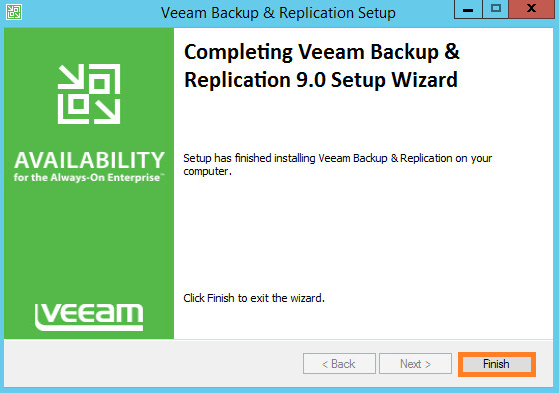 Veeam Backup & Replication Setup
Completing Veeam Backup &
Replication 9.0 Setup Wizard
Setup has finished installing Veeam Backup & Replication on your
computer.
AVAILABILITY
for the Always-On Enterprise™
Click Finish to exit the wizard.
veeam
< Back
Next >
Finish